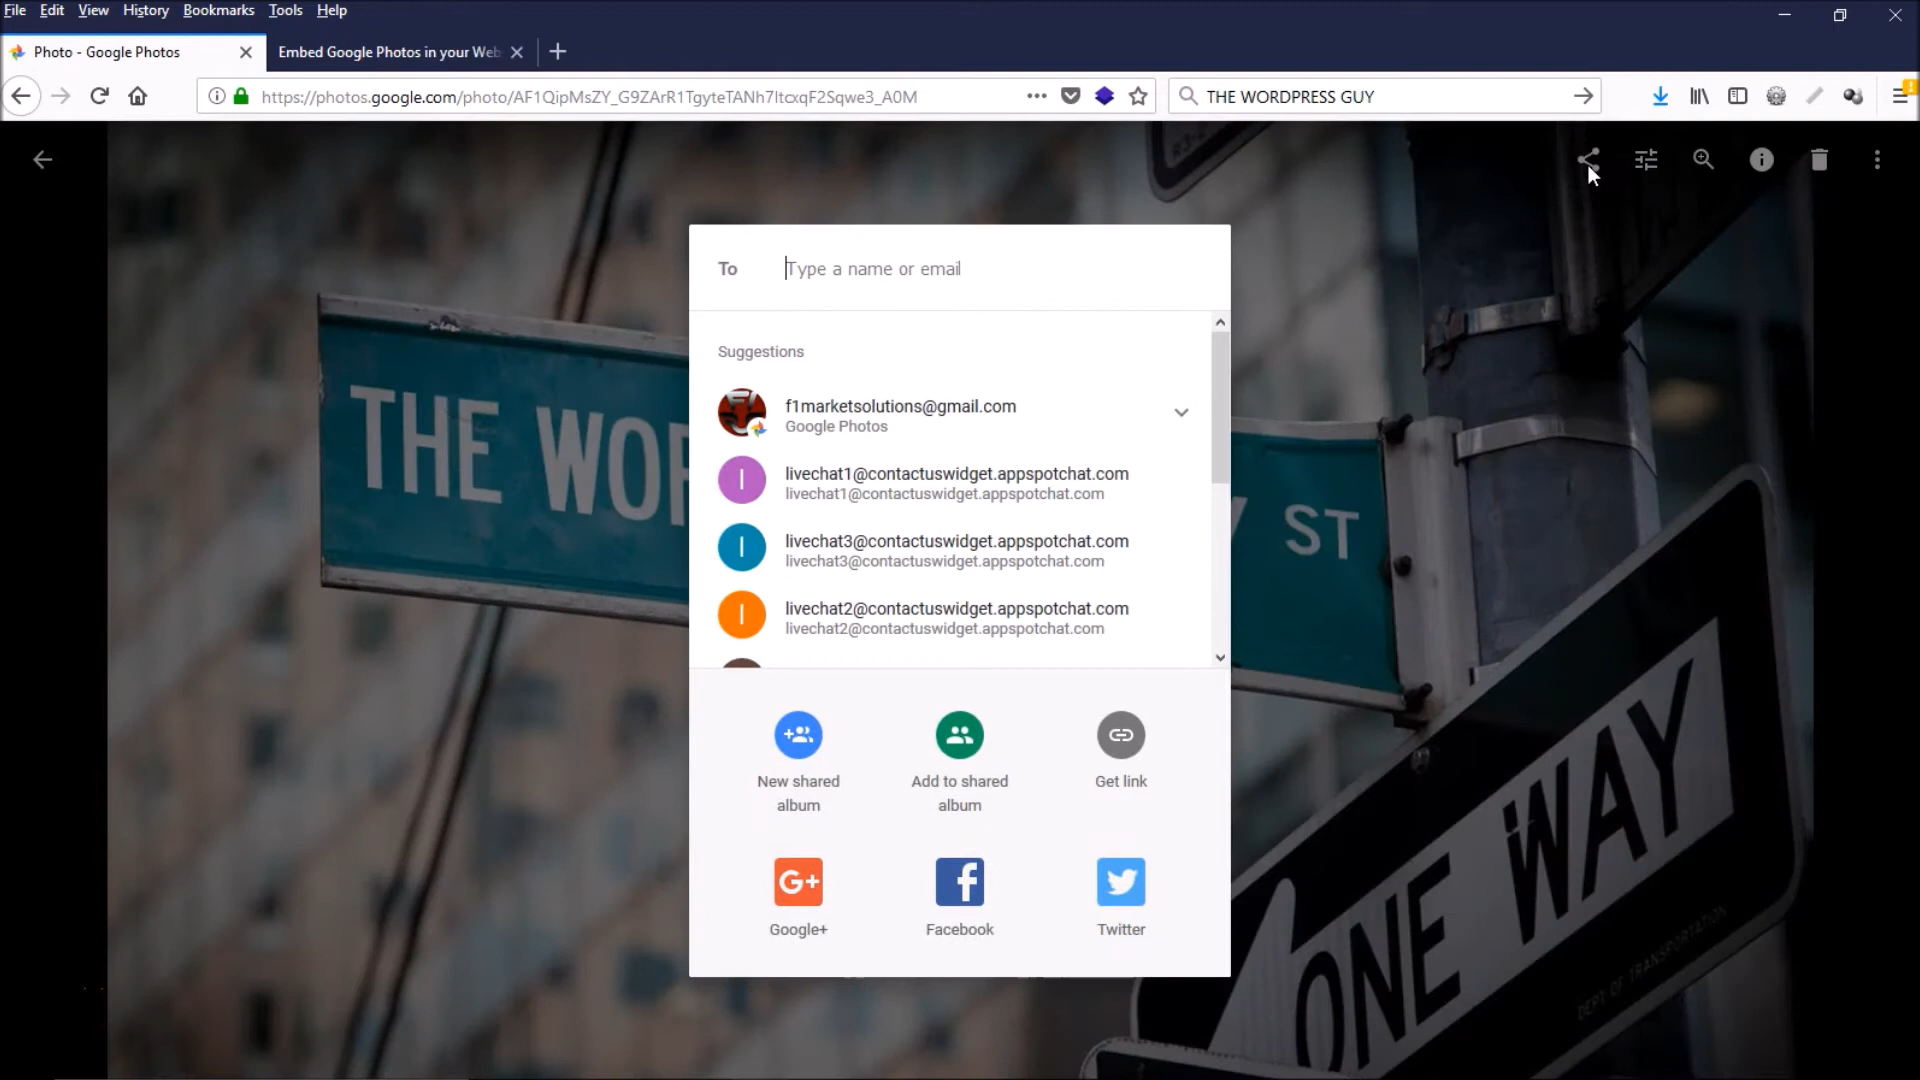 File Edit View History Bookmarks Tools Help
Photo - Google Photos
Embed Google Photos in your Web
https://photos.google.com/photo/AF1QipMsZY_G9ZArR1TgyteTANh7ltcxqF2Sqwe3_A0M
THE WORDPRESS GUY
To Type a name or email
Suggestions
f1marketsolutions@gmail.com
Google Photos
livechat1@contactuswidget.appspotchat.com
livechat1@contactuswidget.appspotchat.com
livechat3@contactuswidget.appspotchat.com
livechat3@contactuswidget.appspotchat.com
livechat2@contactuswidget.appspotchat.com
livechat2@contactuswidget.appspotchat.com
New shared
album
Add to shared
album
Get link
G+
Google+
Facebook
Twitter
THE WOR
ST
ONE WAY
DEPT OF TRANSPORTATION